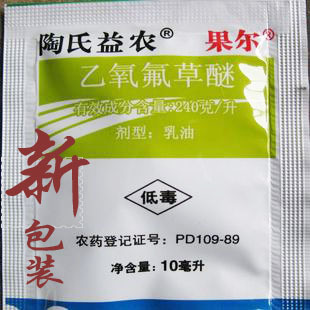 陶氏益农® 果尔®
乙氧氟草醚
有效成分含量:240克/升
剂型：乳油
低毒
农药登记证号：PD109-89
净含量：10毫升
新包装